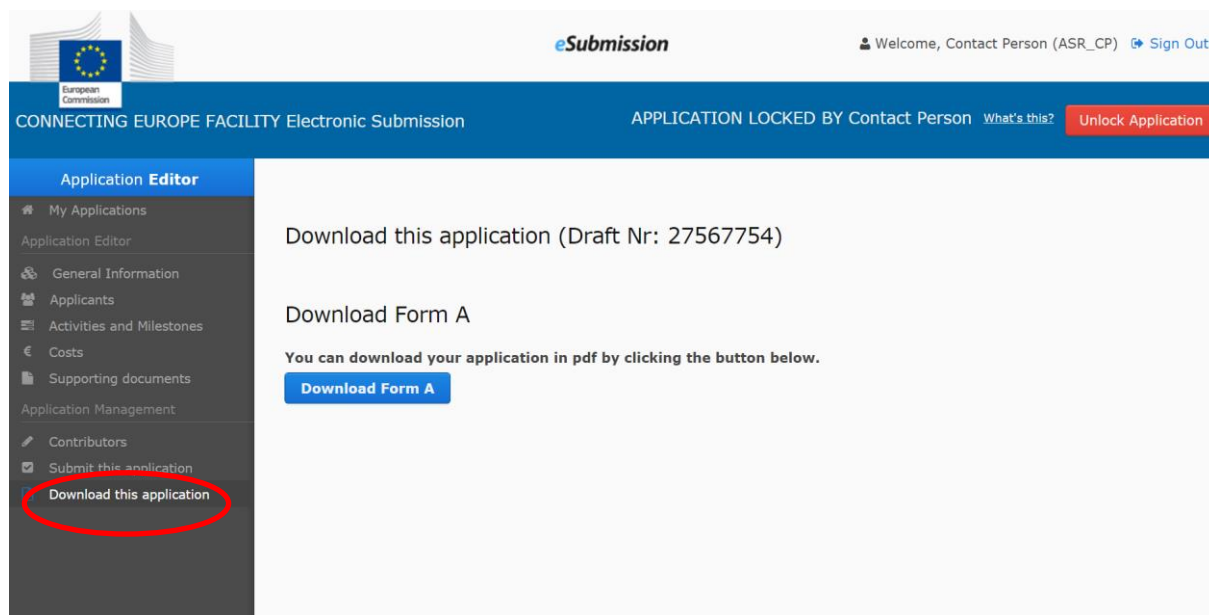 eSubmission
Welcome, Contact Person (ASR_CP) Sign Out
European
Commission
CONNECTING EUROPE FACILITY Electronic Submission
APPLICATION LOCKED BY Contact Person What's this? Unlock Application
Application Editor
My Applications
Application Editor
General Information
Applicants
Activities and Milestones
€ Costs
Supporting documents
Application Management
Contributors
Submit this application
Download this application
Download this application (Draft Nr: 27567754)
Download Form A
You can download your application in pdf by clicking the button below.
Download Form A